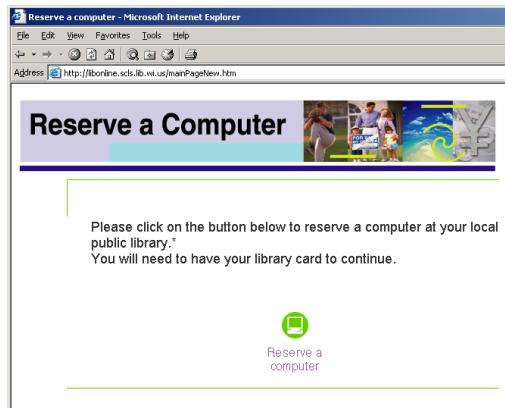 Reserve a computer - Microsoft Internet Explorer
File Edit View Favorites Tools Help
Address http://libonline.scls.lib.wi.us/mainPageNew.htm
Reserve a Computer
FOR SALE
Please click on the button below to reserve a computer at your local
public library.*
You will need to have your library card to continue.
Reserve a
computer